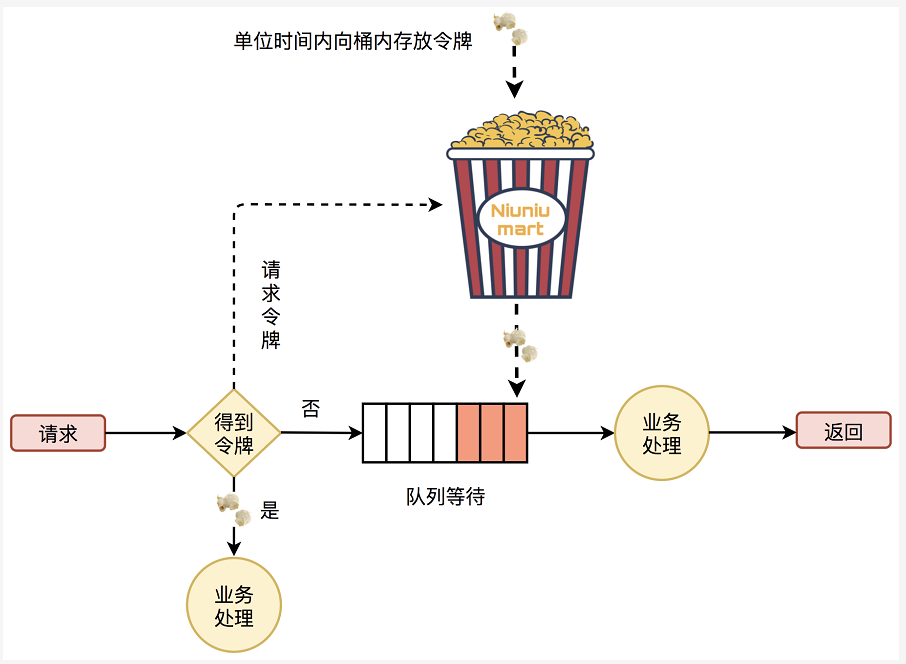 单位时间内向桶内存放令牌
Niuniu
mart
请求令牌
请求
得到
令牌
否
队列等待
业务
处理
返回
是
业务
处理